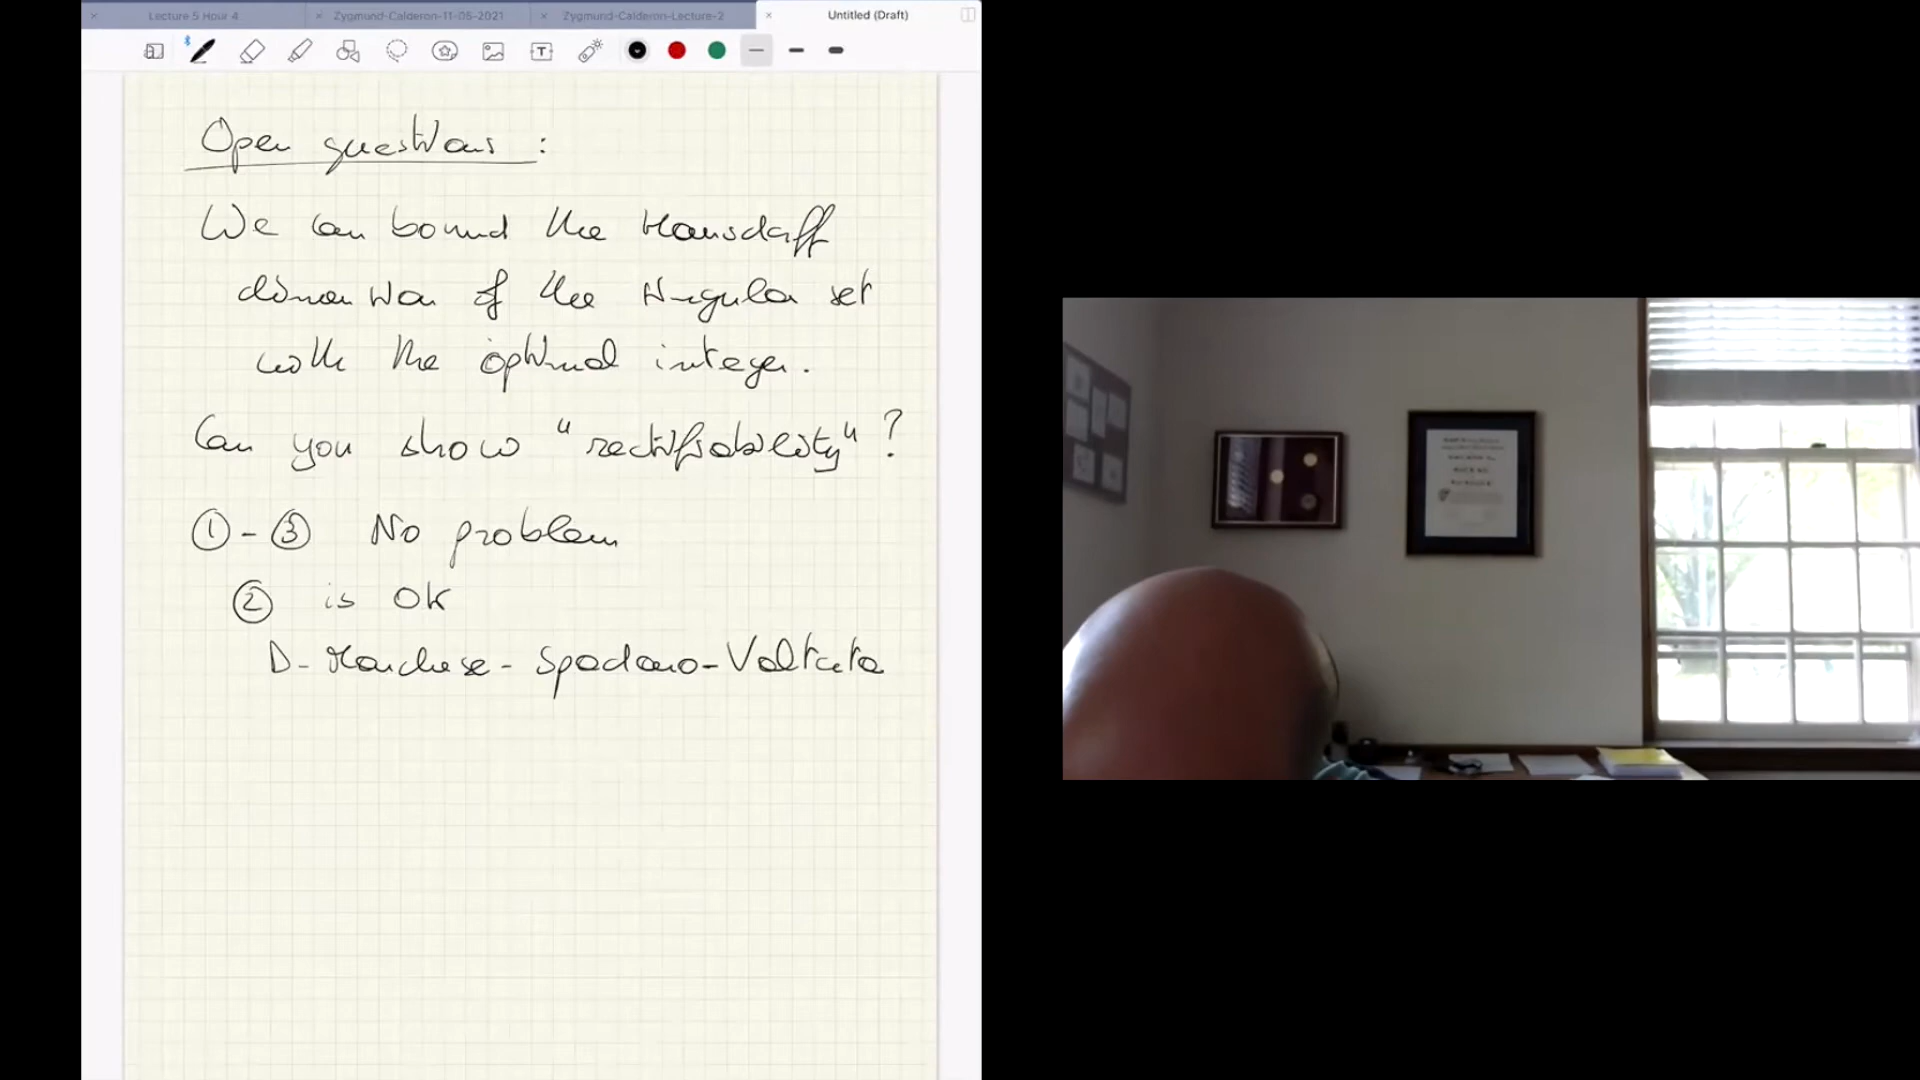 Lecture 5 Hour 4
Zygmund-Calderon-11-05-2021
Zygmund-Calderon-Lecture-2
Untitled (Draft)
Open questions :
We can bound the Hausdorff
dimension of the singular set
with the optimal integer.
Can you show "rectifiability" ?
① - ③ No problem
② is OK
D - Marchese - Spadaro - Valtorta